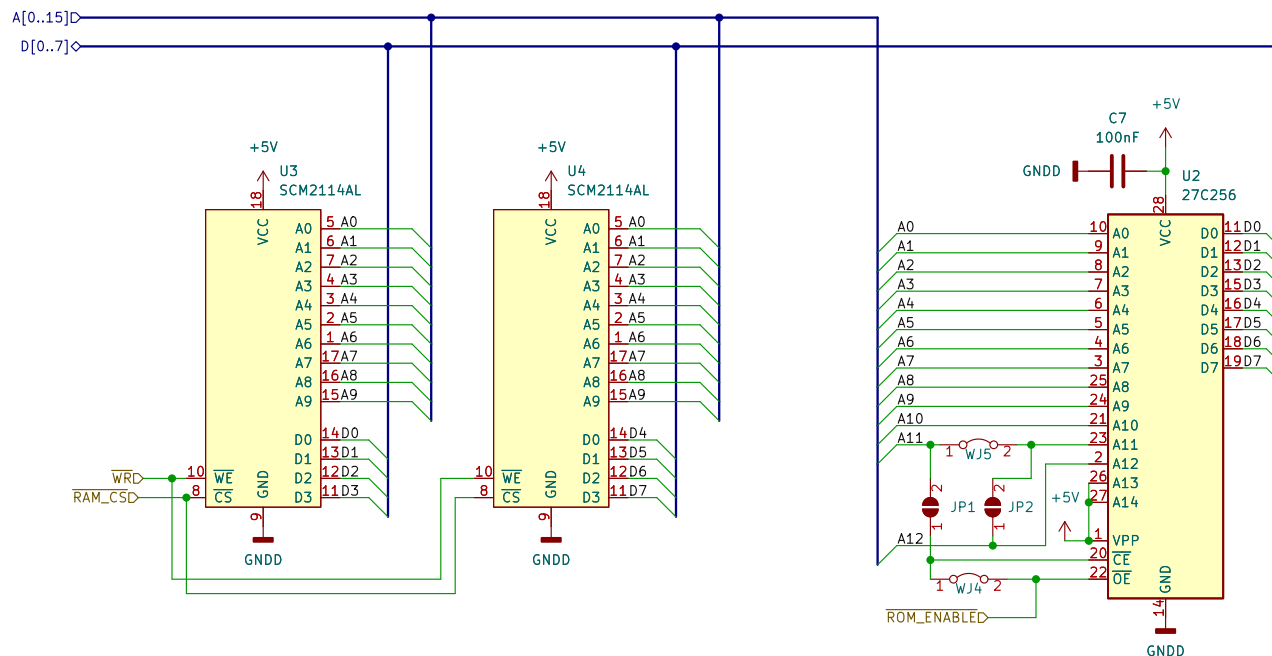 A[0..15]
D[0..7]
+5V
U3
SCM2114AL
18
VCC
A0 5 A0
A1 6 A1
A2 7 A2
A3 4 A3
A4 3 A4
A5 2 A5
A6 1 A6
A7 17 A7
A8 16 A8
A9 15 A9
D0 14 D0
D1 13 D1
D2 12 D2
D3 11 D3
WR
10 WE
RAM_CS
8 CS
GND
9
GNDD
+5V
U4
SCM2114AL
18
VCC
A0 5 A0
A1 6 A1
A2 7 A2
A3 4 A3
A4 3 A4
A5 2 A5
A6 1 A6
A7 17 A7
A8 16 A8
A9 15 A9
D0 14 D4
D1 13 D5
D2 12 D6
D3 11 D7
10 WE
8 CS
GND
9
GNDD
+5V
C7
100nF
GNDD
U2
27C256
28
VCC
A0 10 A0
A1 9 A1
A2 8 A2
A3 7 A3
A4 6 A4
A5 5 A5
A6 4 A6
A7 3 A7
A8 25 A8
A9 24 A9
A10 21 A10
A11 1 WJ5 2 23 A11
2 A12
26 A13
27 A14
+5V
1 VPP
20 CE
22 OE
D0 11 D0
D1 12 D1
D2 13 D2
D3 15 D3
D4 16 D4
D5 17 D5
D6 18 D6
D7 19 D7
2 JP1 1
2 JP2 1
A12
1 WJ4 2
ROM_ENABLE
GND
14
GNDD